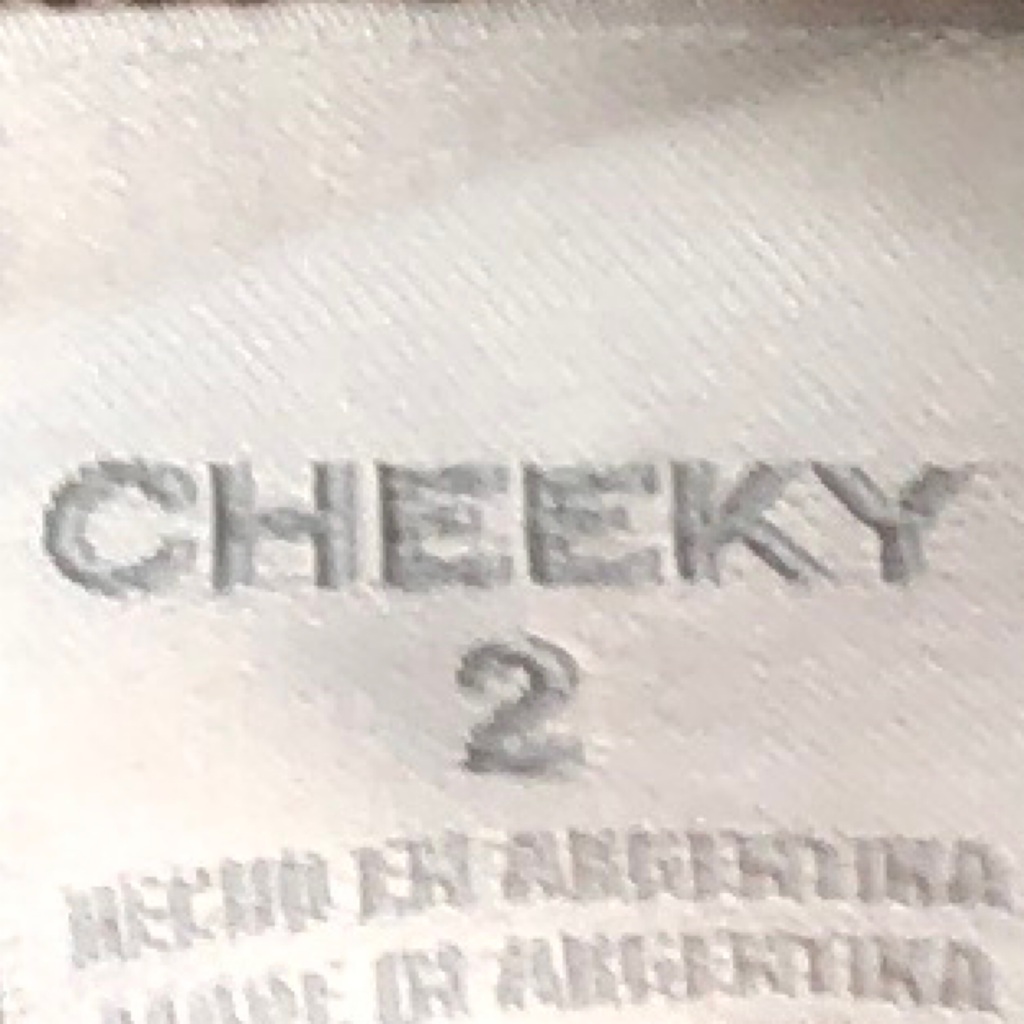 CHEEKY
2
HECHO EN ARGENTINA
MADE IN ARGENTINA